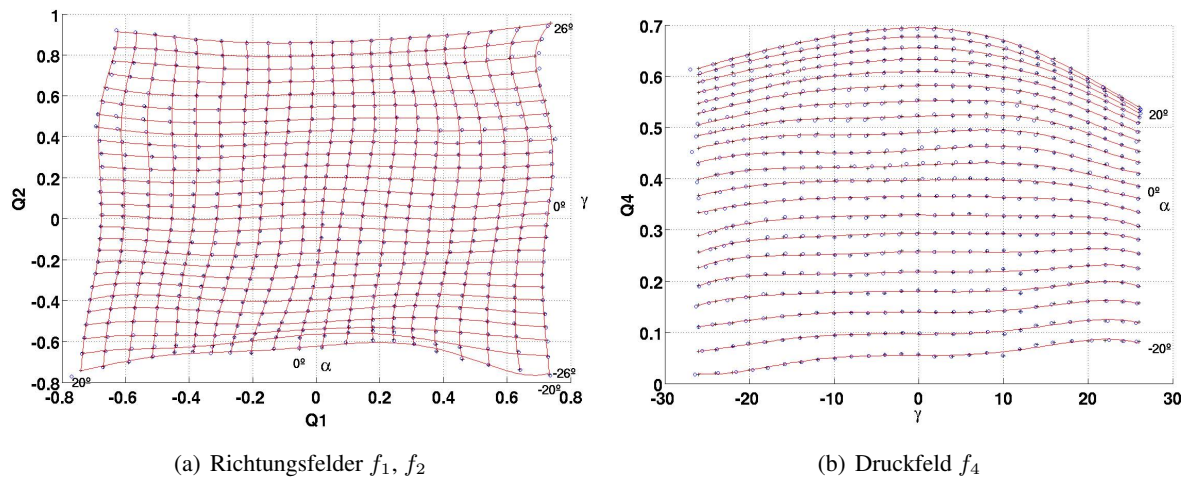 1
0.8
0.6
0.4
0.2
0
-0.2
-0.4
-0.6
-0.8
Q2
-0.8 -0.6 -0.4 -0.2 0 0.2 0.4 0.6 0.8
Q1
26º
0º
γ
-26º
-20º
0º α
20º
0.7
0.6
0.5
0.4
0.3
0.2
0.1
0
Q4
-30 -20 -10 0 10 20 30
γ
20º
0º
α
-20º
(a) Richtungsfelder f₁, f₂
(b) Druckfeld f₄